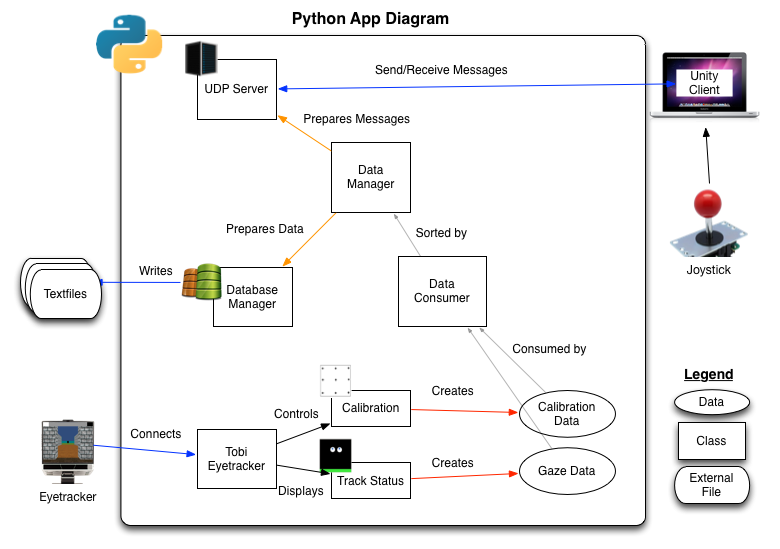 Python App Diagram
Send/Receive Messages
UDP Server
Unity
Client
Prepares Messages
Data
Manager
Prepares Data
Sorted by
Writes
Textfiles
Database
Manager
Data
Consumer
Joystick
Consumed by
Legend
Data
Class
External
File
Creates
Controls
Calibration
Calibration
Data
Connects
Tobi
Eyetracker
Eyetracker
Displays
Track Status
Creates
Gaze Data